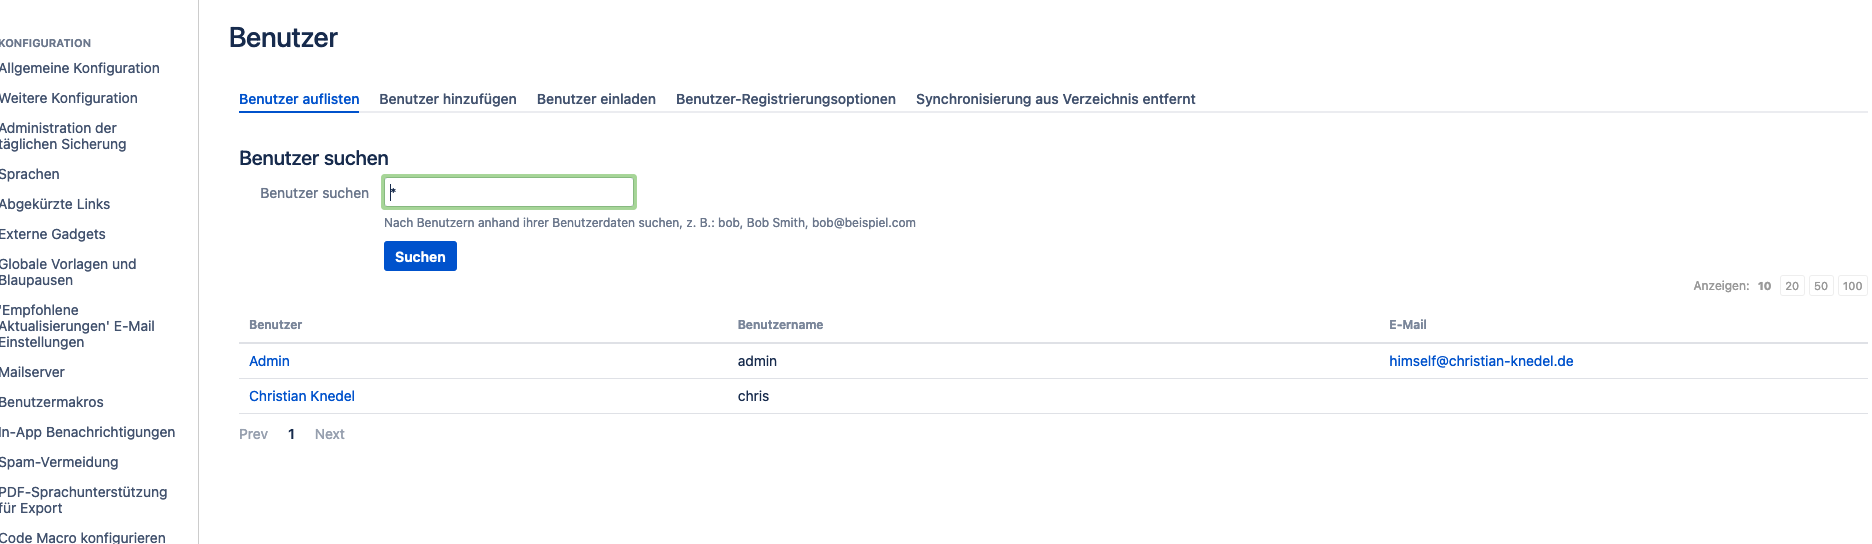 KONFIGURATION
Allgemeine Konfiguration
Weitere Konfiguration
Administration der
täglichen Sicherung
Sprachen
Abgekürzte Links
Externe Gadgets
Globale Vorlagen und
Blaupausen
'Empfohlene
Aktualisierungen' E-Mail
Einstellungen
Mailserver
Benutzermakros
In-App Benachrichtigungen
Spam-Vermeidung
PDF-Sprachunterstützung
für Export
Code Macro konfigurieren
Benutzer
Benutzer auflisten Benutzer hinzufügen Benutzer einladen Benutzer-Registrierungsoptionen Synchronisierung aus Verzeichnis entfernt
Benutzer suchen
Benutzer suchen *
Nach Benutzern anhand ihrer Benutzerdaten suchen, z. B.: bob, Bob Smith, bob@beispiel.com
Suchen
Anzeigen: 10 20 50 100
Benutzer Benutzername E-Mail
Admin admin himself@christian-knedel.de
Christian Knedel chris
Prev 1 Next